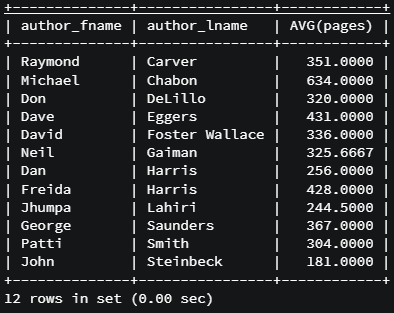 +--------------+----------------+------------+
| author_fname | author_lname   | AVG(pages) |
+--------------+----------------+------------+
| Raymond      | Carver         |   351.0000 |
| Michael      | Chabon         |   634.0000 |
| Don          | DeLillo        |   320.0000 |
| Dave         | Eggers         |   431.0000 |
| David        | Foster Wallace |   336.0000 |
| Neil         | Gaiman         |   325.6667 |
| Dan          | Harris         |   256.0000 |
| Freida       | Harris         |   428.0000 |
| Jhumpa       | Lahiri         |   244.5000 |
| George       | Saunders       |   367.0000 |
| Patti        | Smith          |   304.0000 |
| John         | Steinbeck      |   181.0000 |
+--------------+----------------+------------+
12 rows in set (0.00 sec)